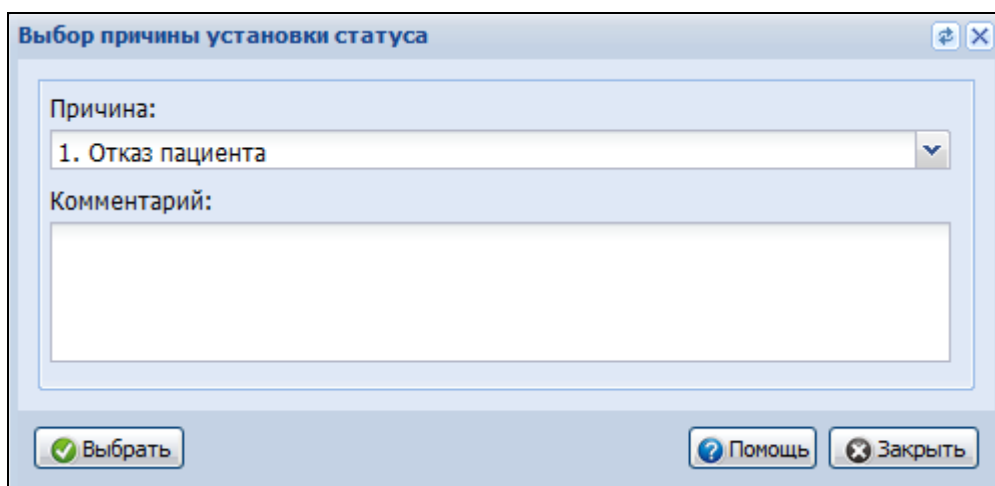 Выбор причины установки статуса
Причина:
1. Отказ пациента
Комментарий:
Выбрать
Помощь
Закрыть